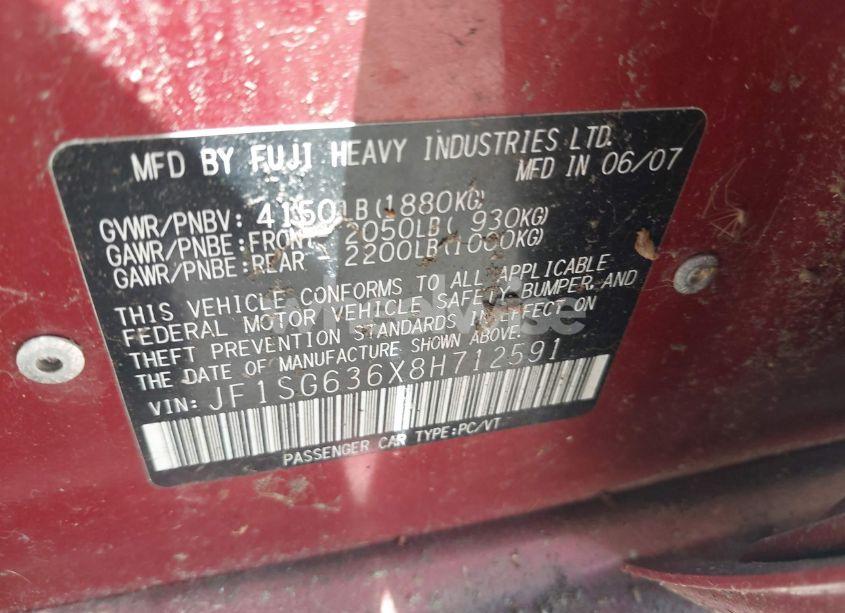 MFD BY FUJI HEAVY INDUSTRIES LTD.
MFD IN 06/07
GVWR/PNBV: 4150LB(1880KG)
GAWR/PNBE:FRONT - 2050LB( 930KG)
GAWR/PNBE:REAR - 2200LB(1000KG)
THIS VEHICLE CONFORMS TO ALL APPLICABLE
FEDERAL MOTOR VEHICLE SAFETY BUMPER, AND
THEFT PREVENTION STANDARDS IN EFFECT ON
THE DATE OF MANUFACTURE SHOWN ABOVE.
VIN: JF1SG636X8H712591
PASSENGER CAR TYPE:PC/VT